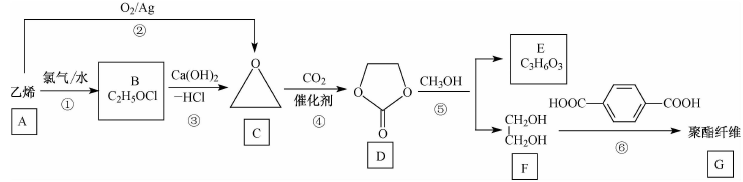 O₂/Ag
②
乙烯
A
氯气/水
①
B
C₂H₅OCl
Ca(OH)₂
−HCl
③
O
C
CO₂
催化剂
④
O
O
O
D
CH₃OH
⑤
E
C₃H₆O₃
CH₂OH
CH₂OH
F
HOOC
COOH
⑥
聚酯纤维
G